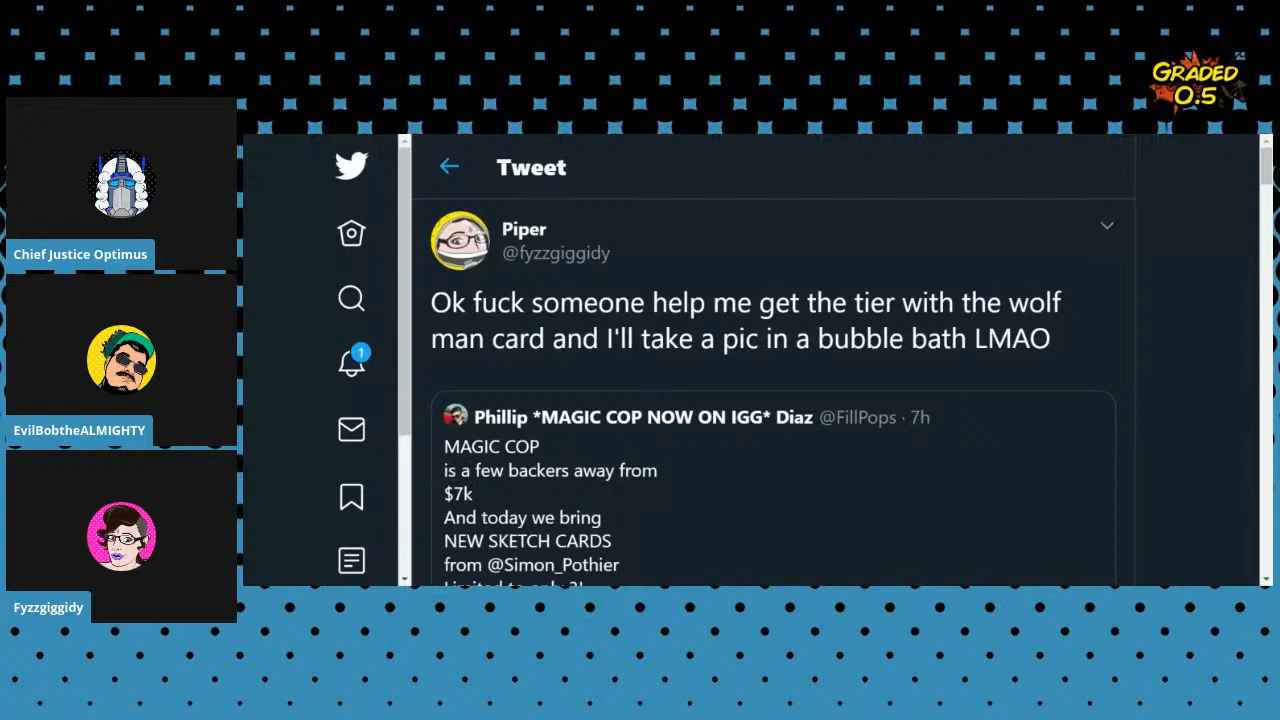 GRADED
0.5
Chief Justice Optimus
EvilBobtheALMIGHTY
Fyzzgiggidy
Tweet
Piper
@fyzzgiggidy
Ok fuck someone help me get the tier with the wolf
man card and I'll take a pic in a bubble bath LMAO
Phillip *MAGIC COP NOW ON IGG* Diaz @FillPops · 7h
MAGIC COP
is a few backers away from
$7k
And today we bring
NEW SKETCH CARDS
from @Simon_Pothier
1